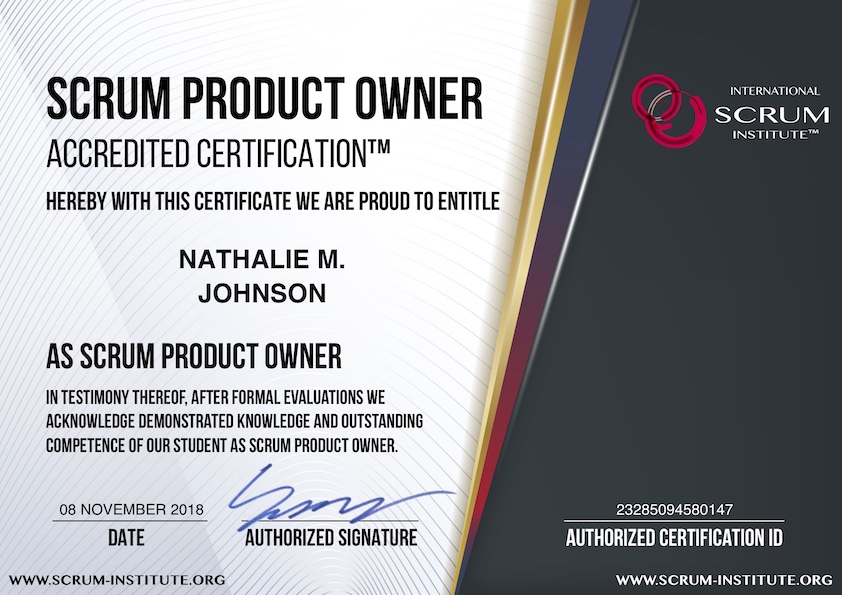 SCRUM PRODUCT OWNER
ACCREDITED CERTIFICATION™
HEREBY WITH THIS CERTIFICATE WE ARE PROUD TO ENTITLE
NATHALIE M.
JOHNSON
AS SCRUM PRODUCT OWNER
IN TESTIMONY THEREOF, AFTER FORMAL EVALUATIONS WE
ACKNOWLEDGE DEMONSTRATED KNOWLEDGE AND OUTSTANDING
COMPETENCE OF OUR STUDENT AS SCRUM PRODUCT OWNER.
08 NOVEMBER 2018
DATE
AUTHORIZED SIGNATURE
WWW.SCRUM-INSTITUTE.ORG
INTERNATIONAL
SCRUM
INSTITUTE™
23285094580147
AUTHORIZED CERTIFICATION ID
WWW.SCRUM-INSTITUTE.ORG